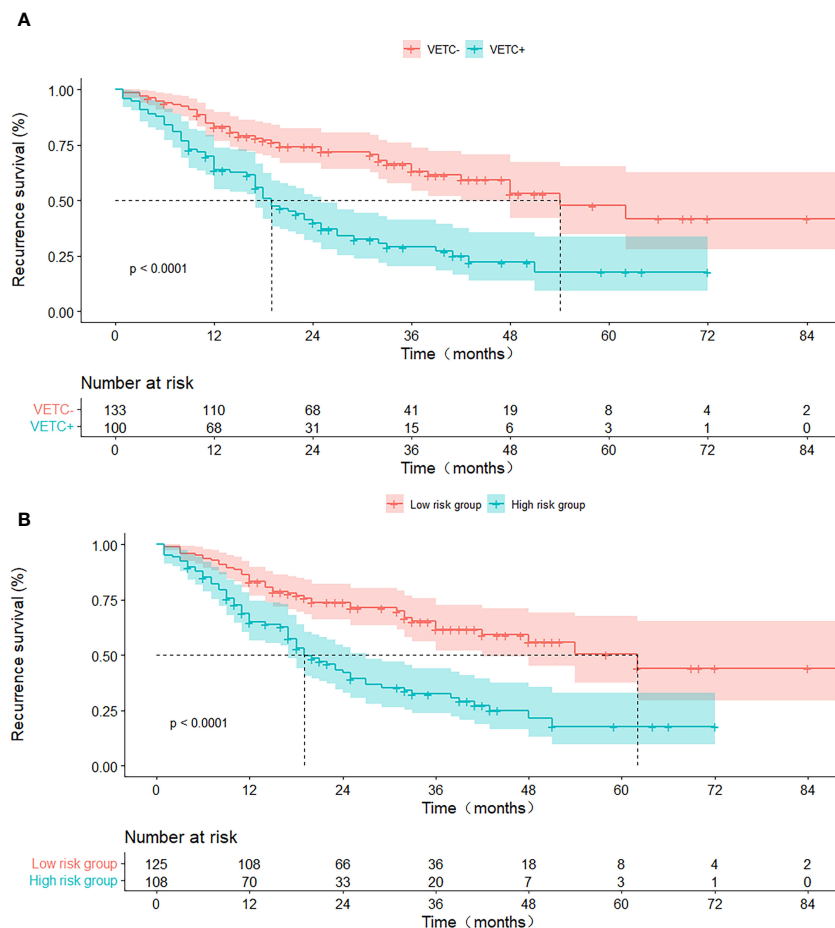 A
VETC- VETC+
Recurrence survival (%)
1.00
0.75
0.50
0.25
0.00
p < 0.0001
0 12 24 36 48 60 72 84
Time（months）
Number at risk
VETC- 133 110 68 41 19 8 4 2
VETC+ 100 68 31 15 6 3 1 0
0 12 24 36 48 60 72 84
Time（months）
B
Low risk group High risk group
Recurrence survival (%)
1.00
0.75
0.50
0.25
0.00
p < 0.0001
0 12 24 36 48 60 72 84
Time（months）
Number at risk
Low risk group 125 108 66 36 18 8 4 2
High risk group 108 70 33 20 7 3 1 0
0 12 24 36 48 60 72 84
Time（months）